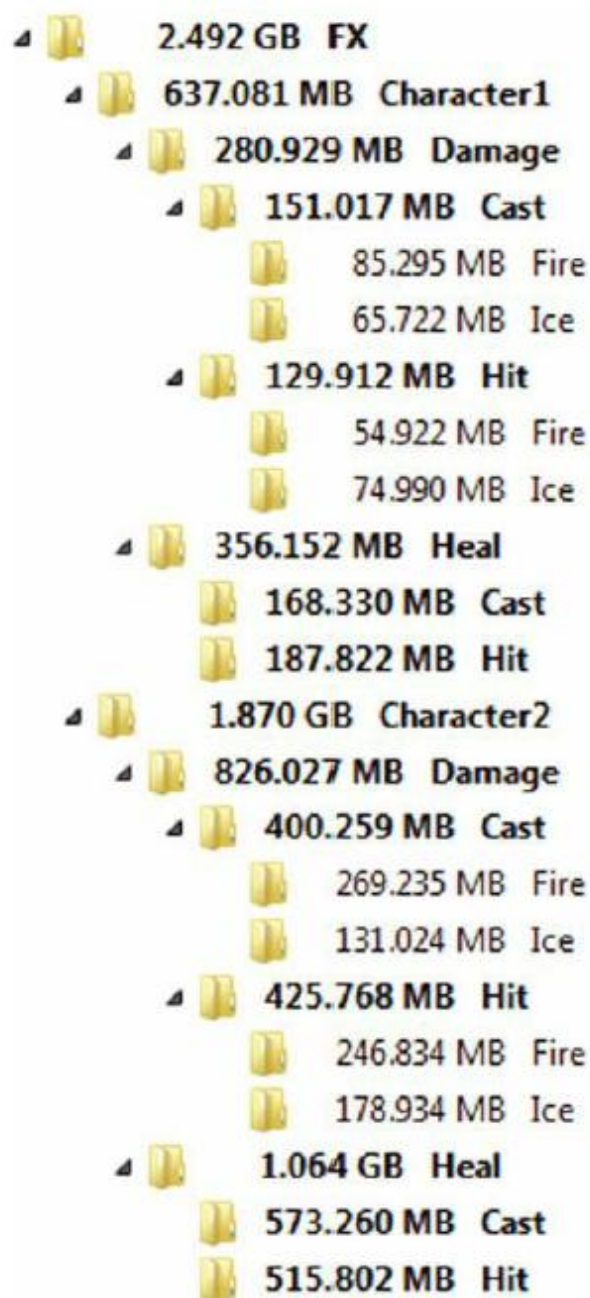 2.492 GB FX
637.081 MB Character1
280.929 MB Damage
151.017 MB Cast
85.295 MB Fire
65.722 MB Ice
129.912 MB Hit
54.922 MB Fire
74.990 MB Ice
356.152 MB Heal
168.330 MB Cast
187.822 MB Hit
1.870 GB Character2
826.027 MB Damage
400.259 MB Cast
269.235 MB Fire
131.024 MB Ice
425.768 MB Hit
246.834 MB Fire
178.934 MB Ice
1.064 GB Heal
573.260 MB Cast
515.802 MB Hit